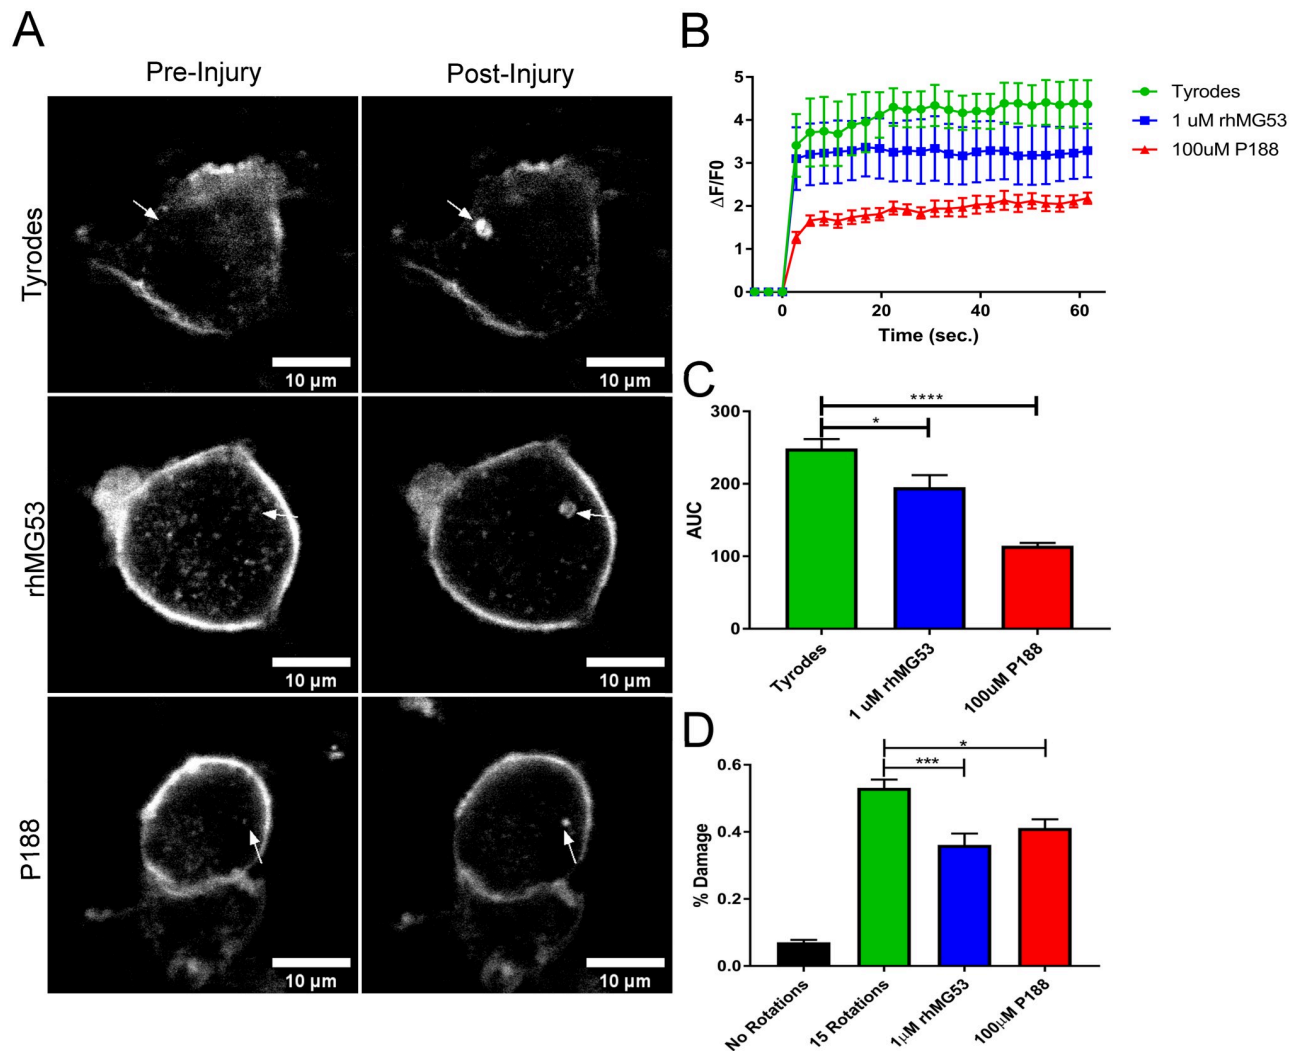 A
Pre-Injury
Post-Injury
Tyrodes
10 µm
10 µm
rhMG53
10 µm
10 µm
P188
10 µm
10 µm
B
ΔF/F0
5
4
3
2
1
0
0
20
40
60
Time (sec.)
Tyrodes
1 uM rhMG53
100uM P188
C
AUC
300
200
100
0
****
*
Tyrodes
1 uM rhMG53
100uM P188
D
% Damage
0.6
0.4
0.2
0.0
*
***
No Rotations
15 Rotations
1µM rhMG53
100µM P188